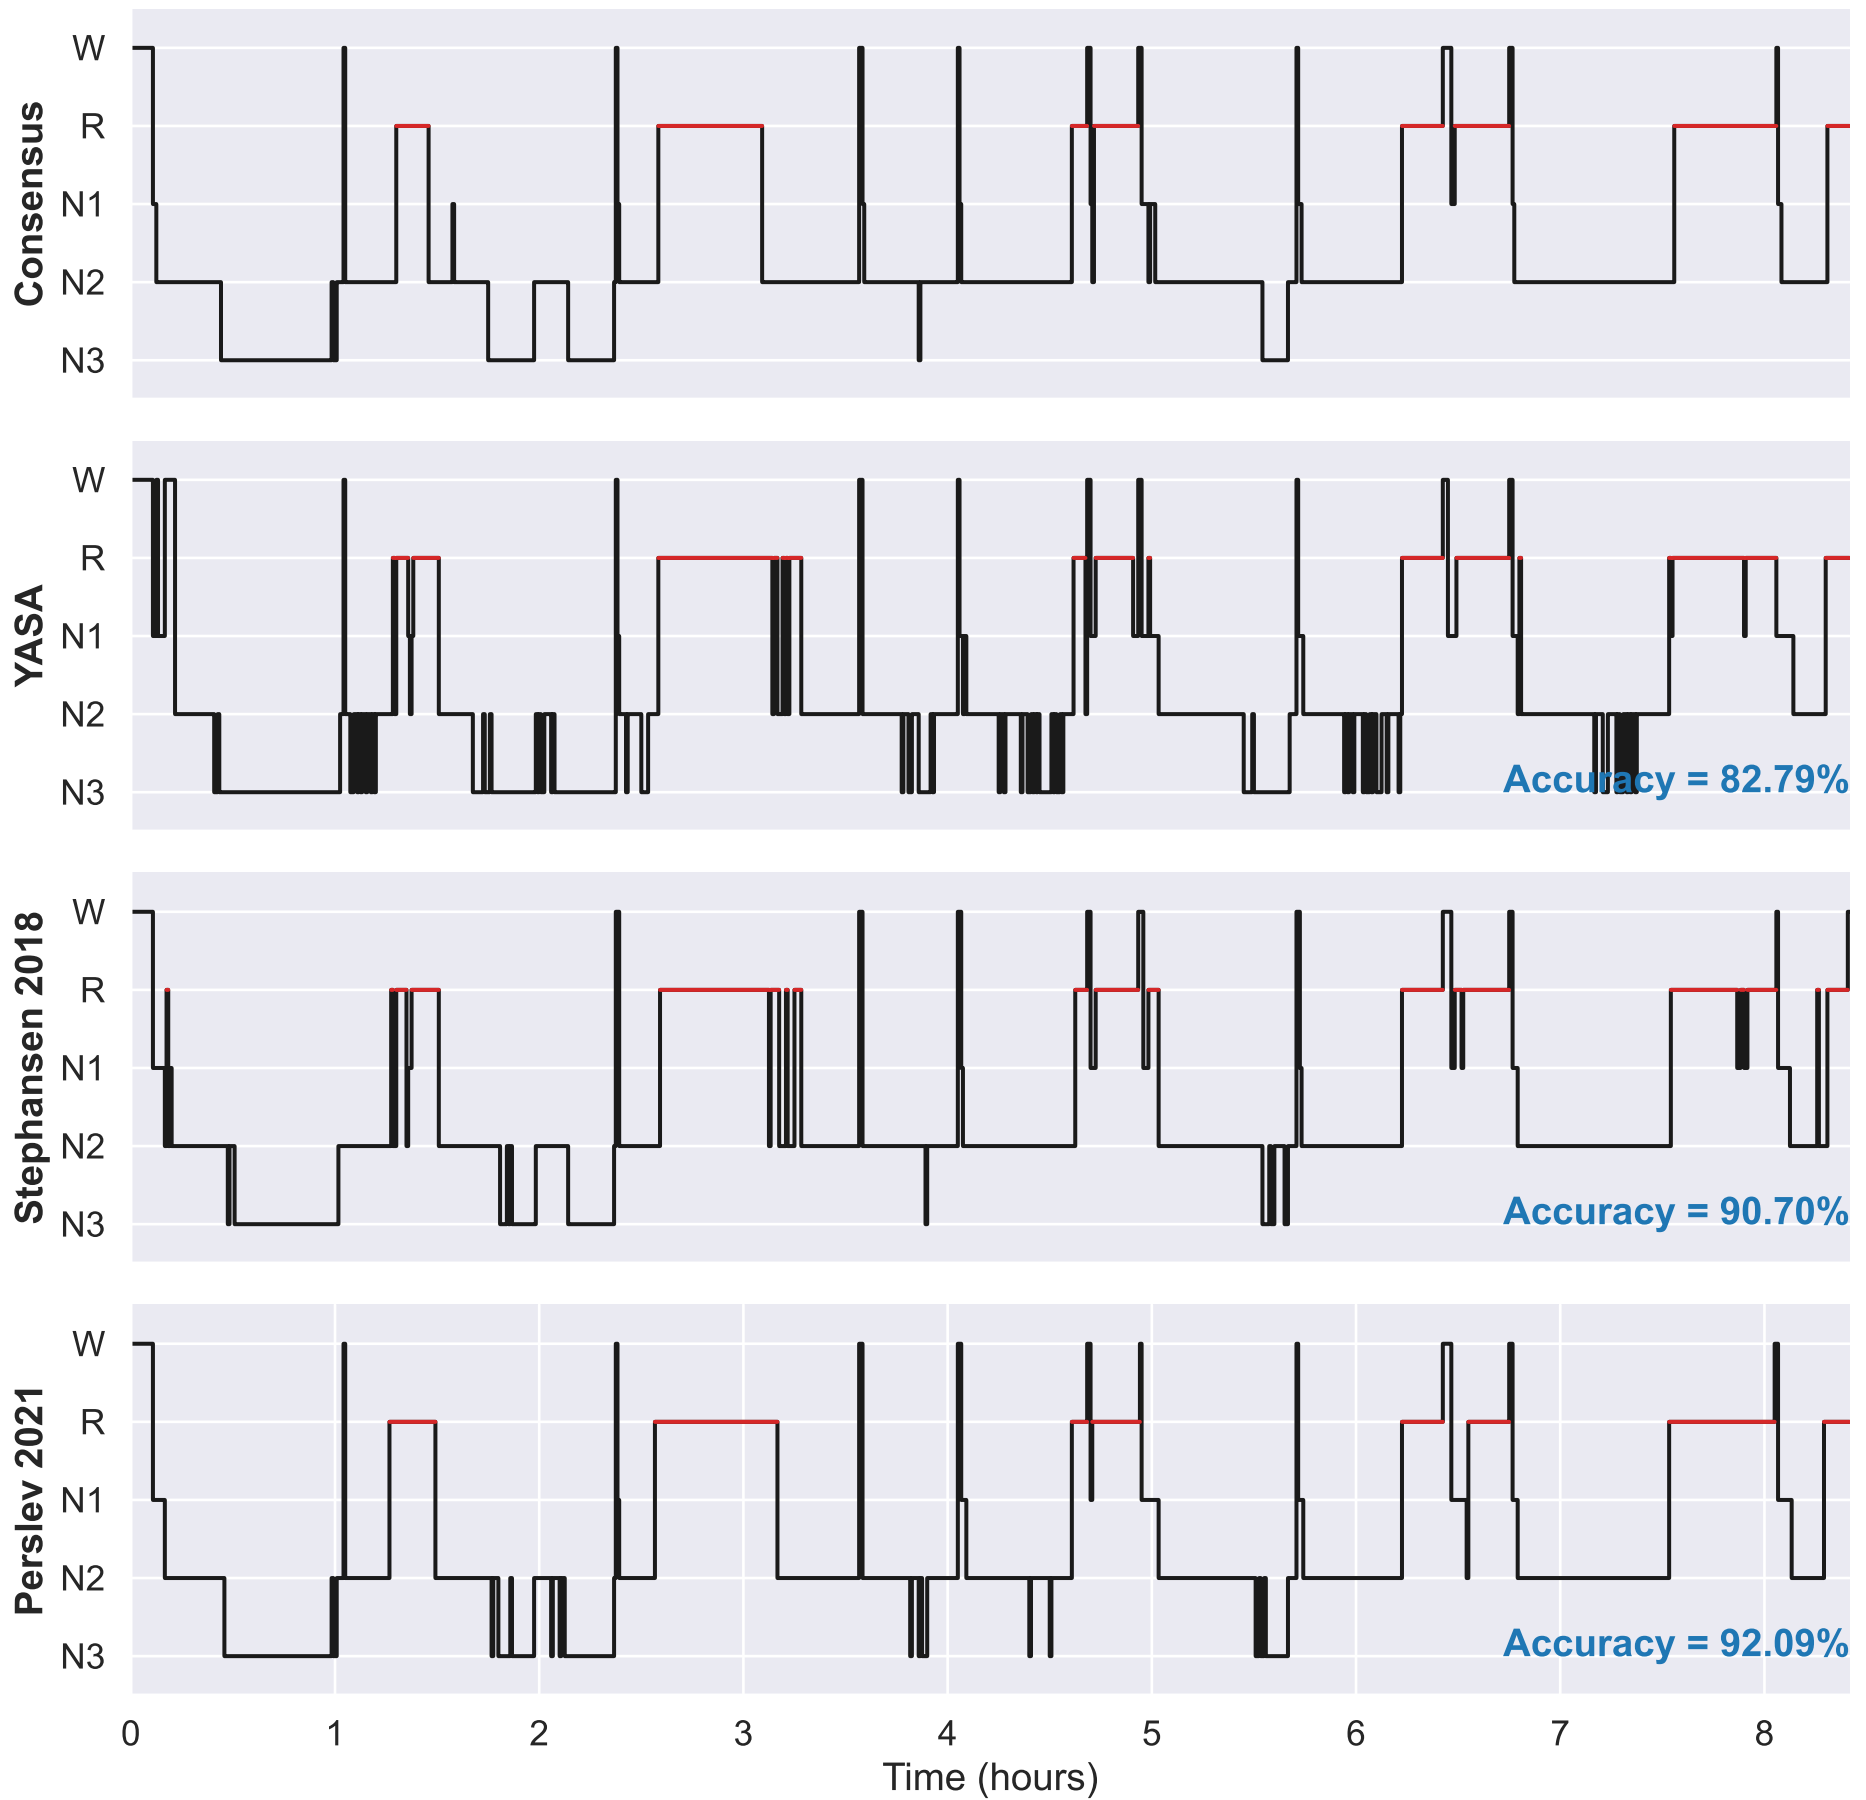 Consensus
W
R
N1
N2
N3
YASA
W
R
N1
N2
N3
Accuracy = 82.79%
Stephansen 2018
W
R
N1
N2
N3
Accuracy = 90.70%
Perslev 2021
W
R
N1
N2
N3
Accuracy = 92.09%
0 1 2 3 4 5 6 7 8
Time (hours)